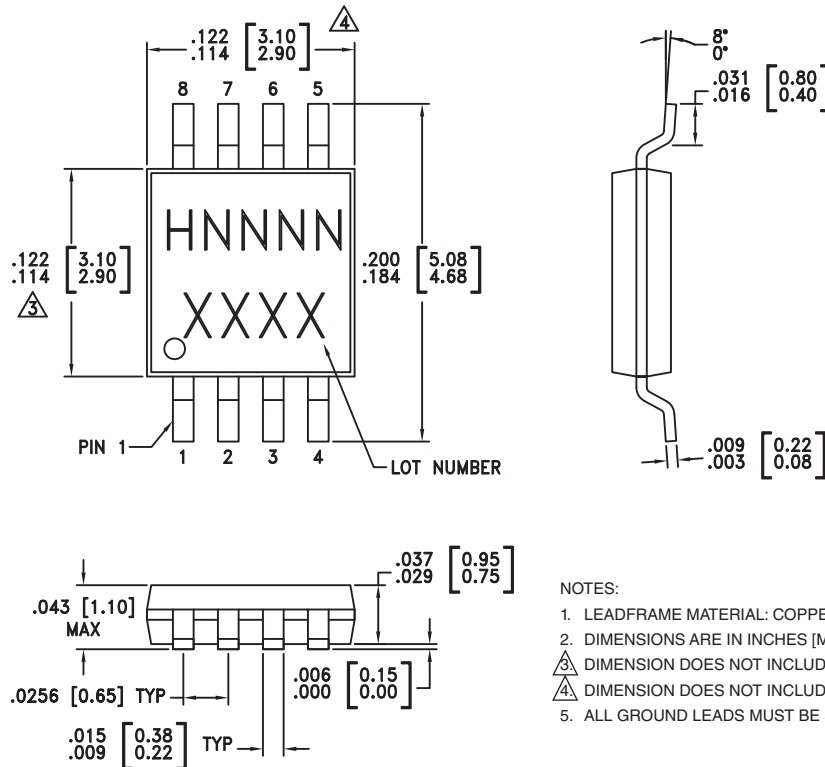 .122 [3.10]
.114 [2.90]
4
8 7 6 5
HNNNN
XXXX
.122 [3.10]
.114 [2.90]
3
.200 [5.08]
.184 [4.68]
PIN 1
1 2 3 4
LOT NUMBER
8°
0°
.031 [0.80]
.016 [0.40]
.009 [0.22]
.003 [0.08]
.043 [1.10]
MAX
.037 [0.95]
.029 [0.75]
.0256 [0.65] TYP
.006 [0.15]
.000 [0.00]
.015 [0.38]
.009 [0.22]
TYP
NOTES:
1. LEADFRAME MATERIAL: COPPE
2. DIMENSIONS ARE IN INCHES [M
3. DIMENSION DOES NOT INCLUD
4. DIMENSION DOES NOT INCLUD
5. ALL GROUND LEADS MUST BE